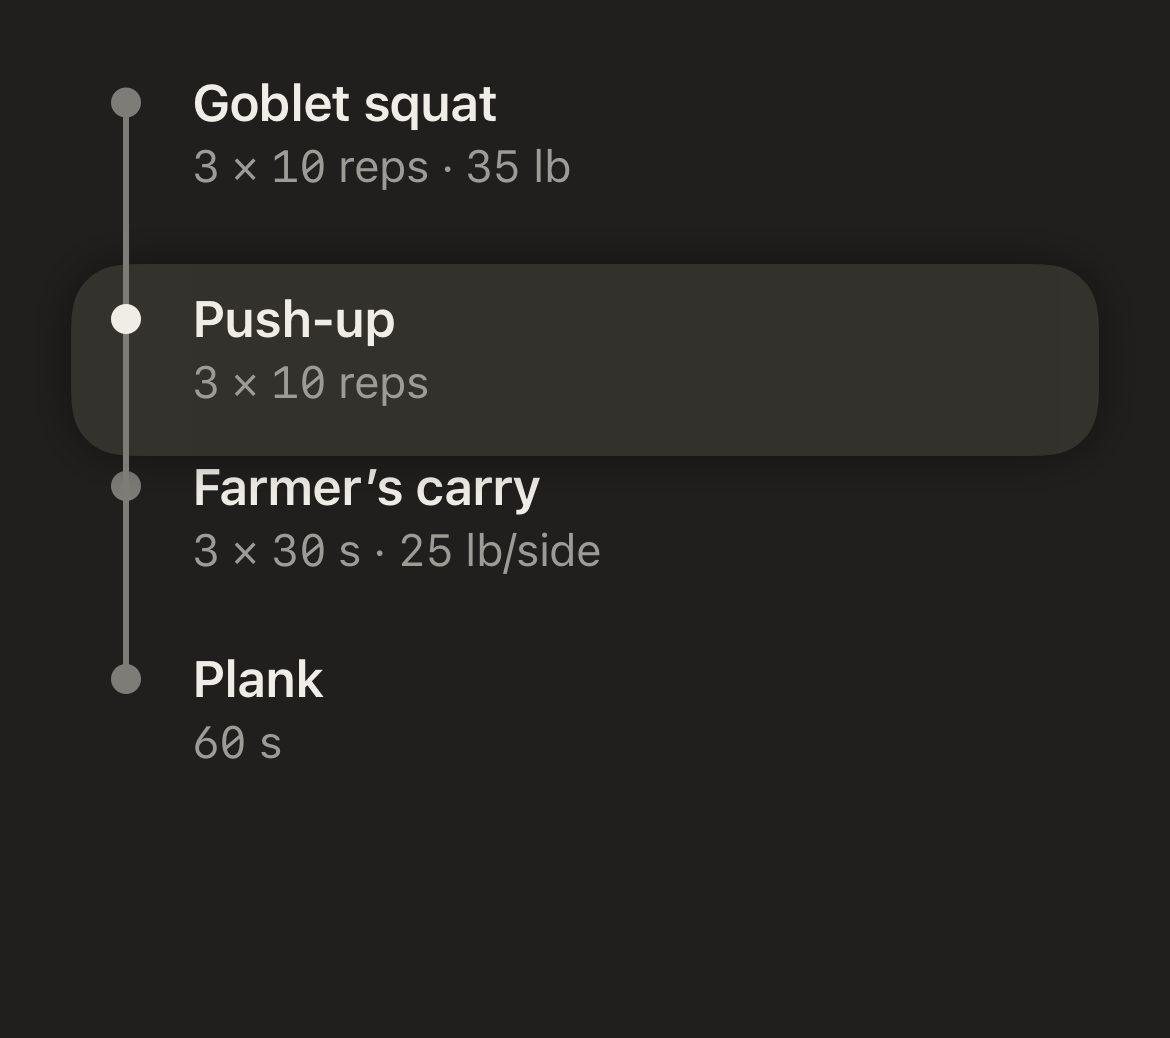 Goblet squat
3 × 10 reps · 35 lb
Push-up
3 × 10 reps
Farmer’s carry
3 × 30 s · 25 lb/side
Plank
60 s